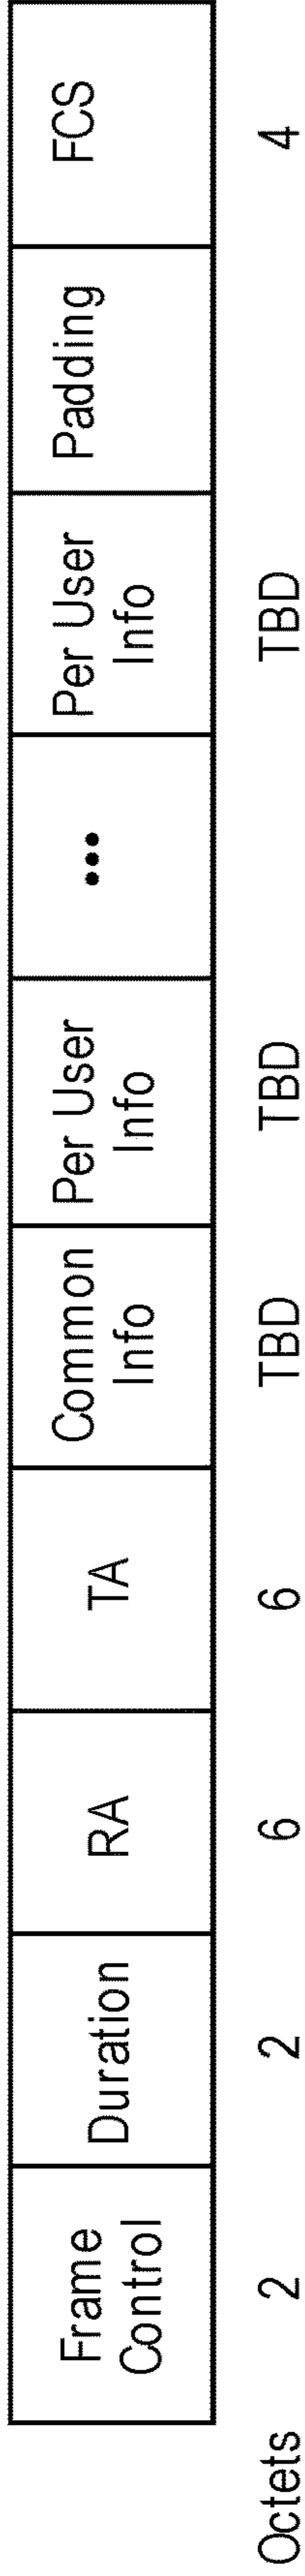 Frame
Control
Duration
RA
TA
Common
Info
Per User
Info
...
Per User
Info
Padding
FCS
Octets 2 2 6 6 TBD TBD TBD 4